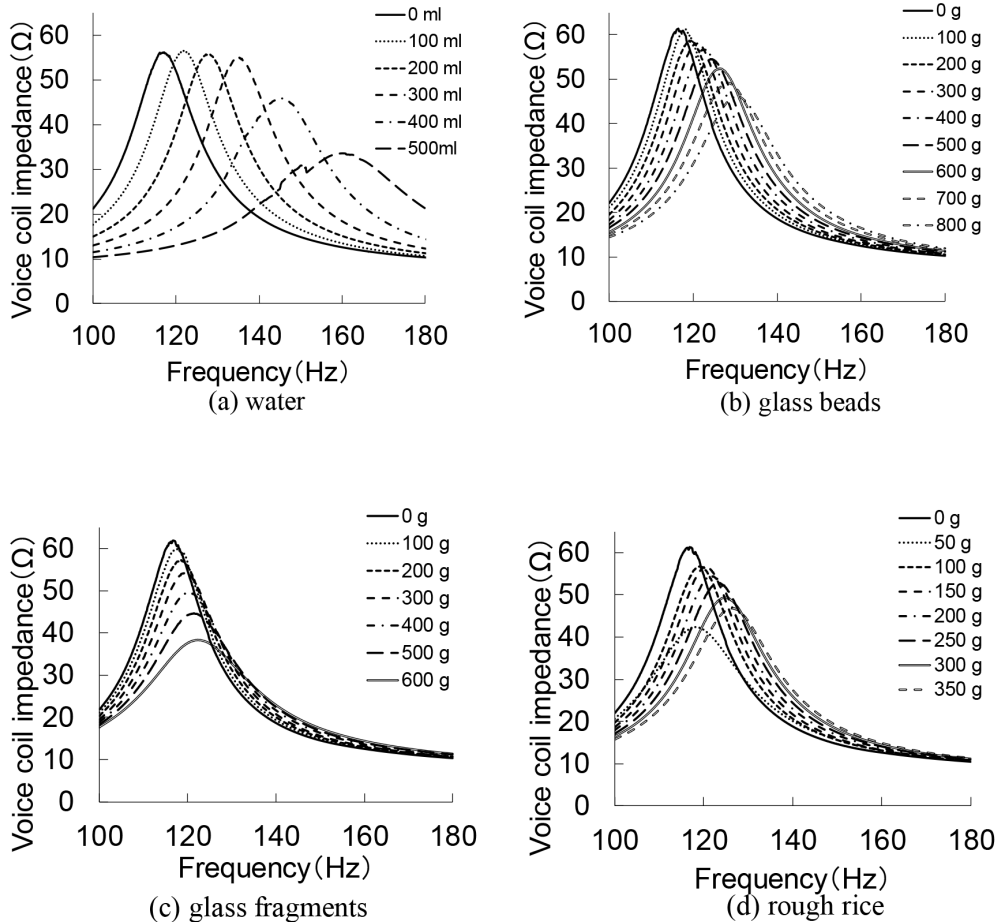 Voice coil impedance(Ω)
60
50
40
30
20
10
0
100 120 140 160 180
Frequency(Hz)
0 ml
100 ml
200 ml
300 ml
400 ml
500ml
(a) water
Voice coil impedance(Ω)
60
50
40
30
20
10
0
100 120 140 160 180
Frequency(Hz)
0 g
100 g
200 g
300 g
400 g
500 g
600 g
700 g
800 g
(b) glass beads
Voice coil impedance(Ω)
60
50
40
30
20
10
0
100 120 140 160 180
Frequency(Hz)
0 g
100 g
200 g
300 g
400 g
500 g
600 g
(c) glass fragments
Voice coil impedance(Ω)
60
50
40
30
20
10
0
100 120 140 160 180
Frequency(Hz)
0 g
50 g
100 g
150 g
200 g
250 g
300 g
350 g
(d) rough rice